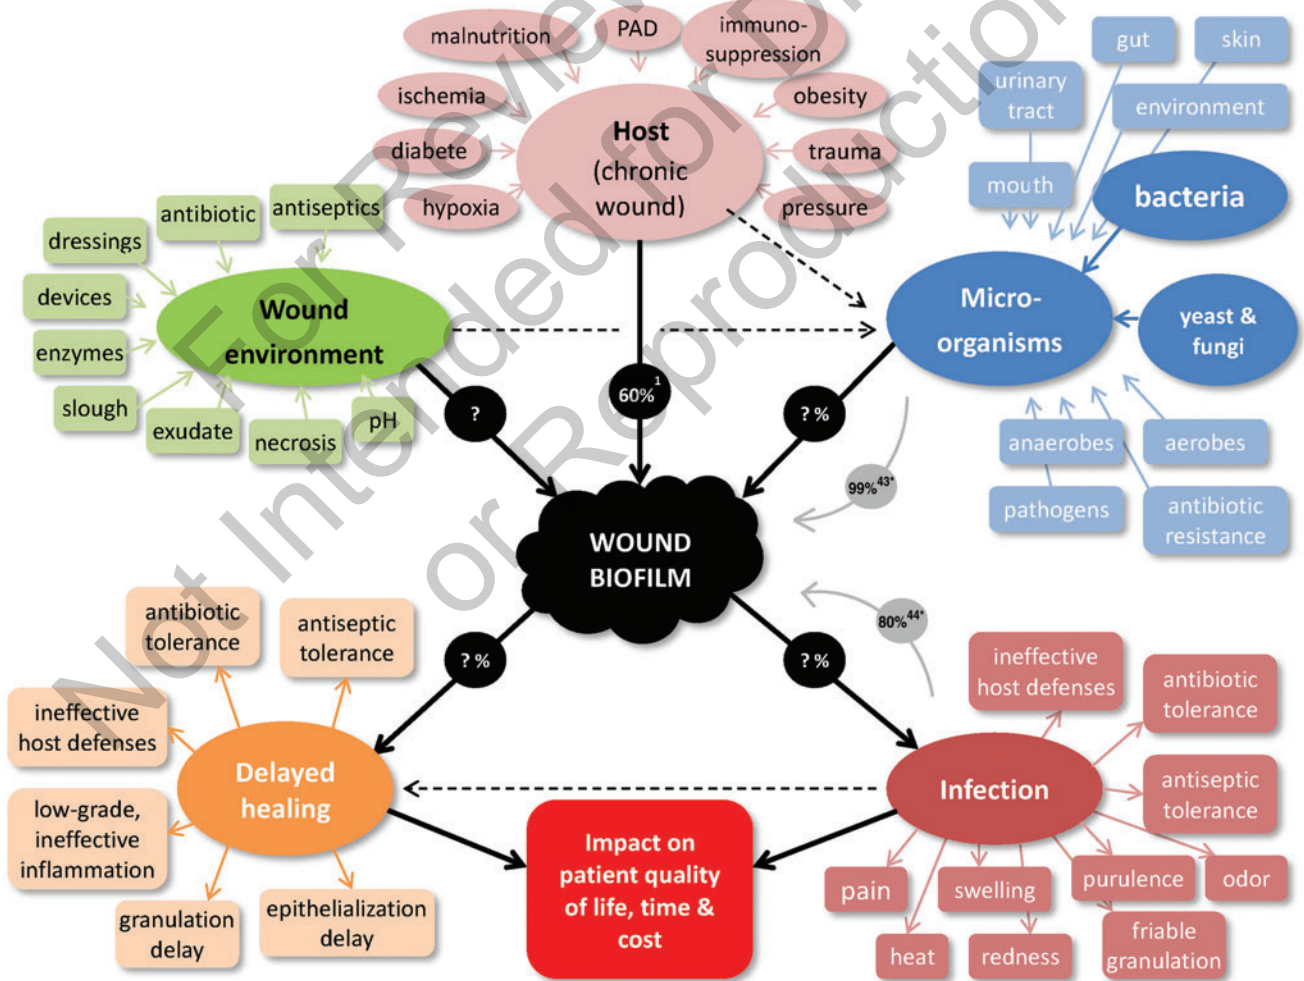 malnutrition
PAD
immuno-
suppression
ischemia
obesity
diabete
trauma
hypoxia
pressure
Host
(chronic
wound)
gut
skin
urinary
tract
environment
mouth
bacteria
Micro-
organisms
yeast &
fungi
anaerobes
aerobes
pathogens
antibiotic
resistance
antibiotic
antiseptics
dressings
devices
enzymes
slough
exudate
necrosis
pH
Wound
environment
?
60%1
? %
99%43*
WOUND
BIOFILM
80%44*
? %
? %
antibiotic
tolerance
antiseptic
tolerance
ineffective
host defenses
low-grade,
ineffective
inflammation
granulation
delay
epithelialization
delay
Delayed
healing
Impact on
patient quality
of life, time &
cost
Infection
ineffective
host defenses
antibiotic
tolerance
antiseptic
tolerance
pain
swelling
purulence
odor
heat
redness
friable
granulation
For Review
Not Intended for Di
or Reproduction